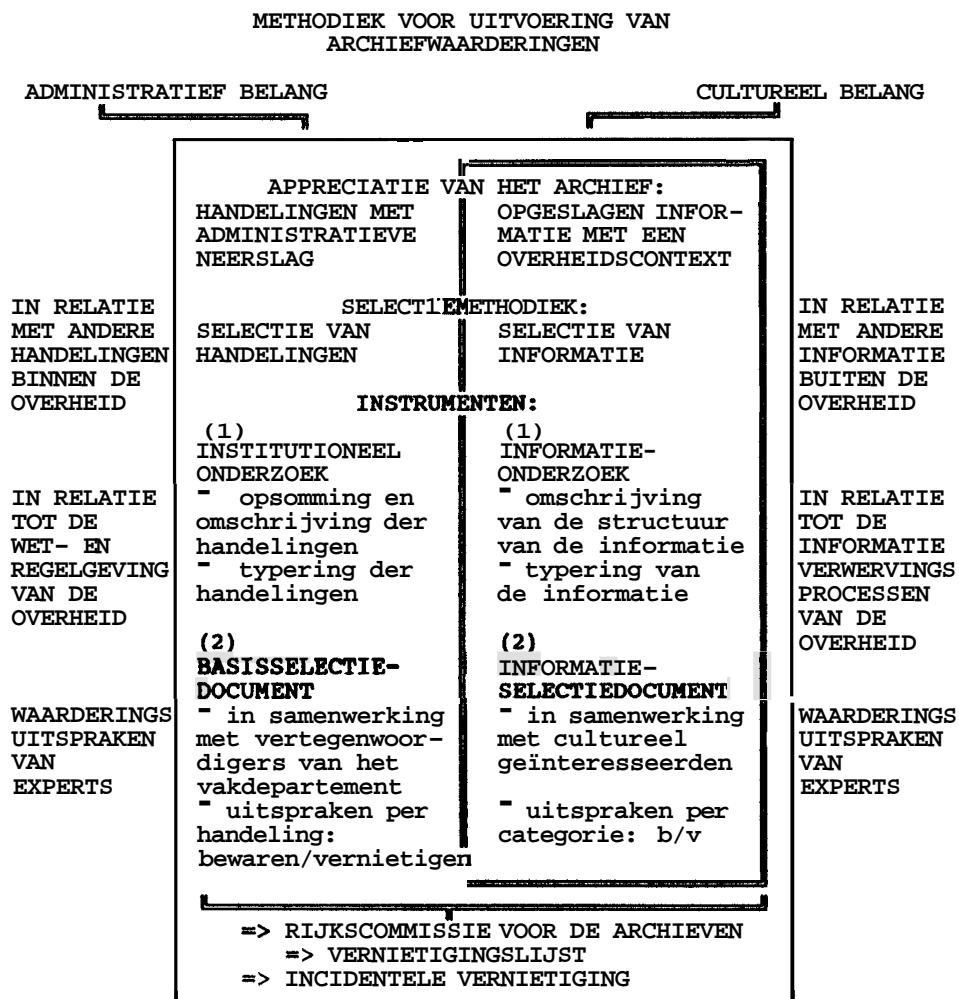 METHODIEK VOOR UITVOERING VAN
ARCHIEFWAARDERINGEN
ADMINISTRATIEF BELANG
CULTUREEL BELANG
APPRECIATIE VAN HET ARCHIEF:
HANDELINGEN MET
ADMINISTRATIEVE
NEERSLAG
OPGESLAGEN INFOR-
MATIE MET EEN
OVERHEIDSCONTEXT
IN RELATIE
MET ANDERE
HANDELINGEN
BINNEN DE
OVERHEID
SELECTIEMETHODIEK:
SELECTIE VAN
HANDELINGEN
SELECTIE VAN
INFORMATIE
IN RELATIE
MET ANDERE
INFORMATIE
BUITEN DE
OVERHEID
INSTRUMENTEN:
(1)
INSTITUTIONEEL
ONDERZOEK
- opsomming en
omschrijving der
handelingen
- typering der
handelingen
(1)
INFORMATIE-
ONDERZOEK
- omschrijving
van de structuur
van de informatie
- typering van
de informatie
IN RELATIE
TOT DE
WET- EN
REGELGEVING
VAN DE
OVERHEID
IN RELATIE
TOT DE
INFORMATIE
VERWERVINGS
PROCESSEN
VAN DE
OVERHEID
(2)
BASISSELECTIE-
DOCUMENT
- in samenwerking
met vertegenwoor-
digers van het
vakdepartement
- uitspraken per
handeling:
bewaren/vernietigen
(2)
INFORMATIE-
SELECTIEDOCUMENT
- in samenwerking
met cultureel
geïnteresseerden
- uitspraken per
categorie: b/v
WAARDERINGS
UITSPRAKEN
VAN
EXPERTS
WAARDERINGS
UITSPRAKEN
VAN
EXPERTS
=> RIJKSCOMMISSIE VOOR DE ARCHIEVEN
=> VERNIETIGINGSLIJST
=> INCIDENTELE VERNIETIGING